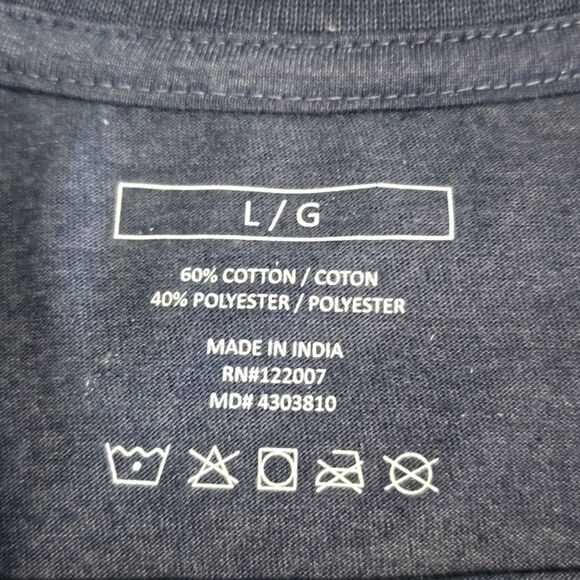 L / G
60% COTTON / COTON
40% POLYESTER / POLYESTER
MADE IN INDIA
RN#122007
MD# 4303810